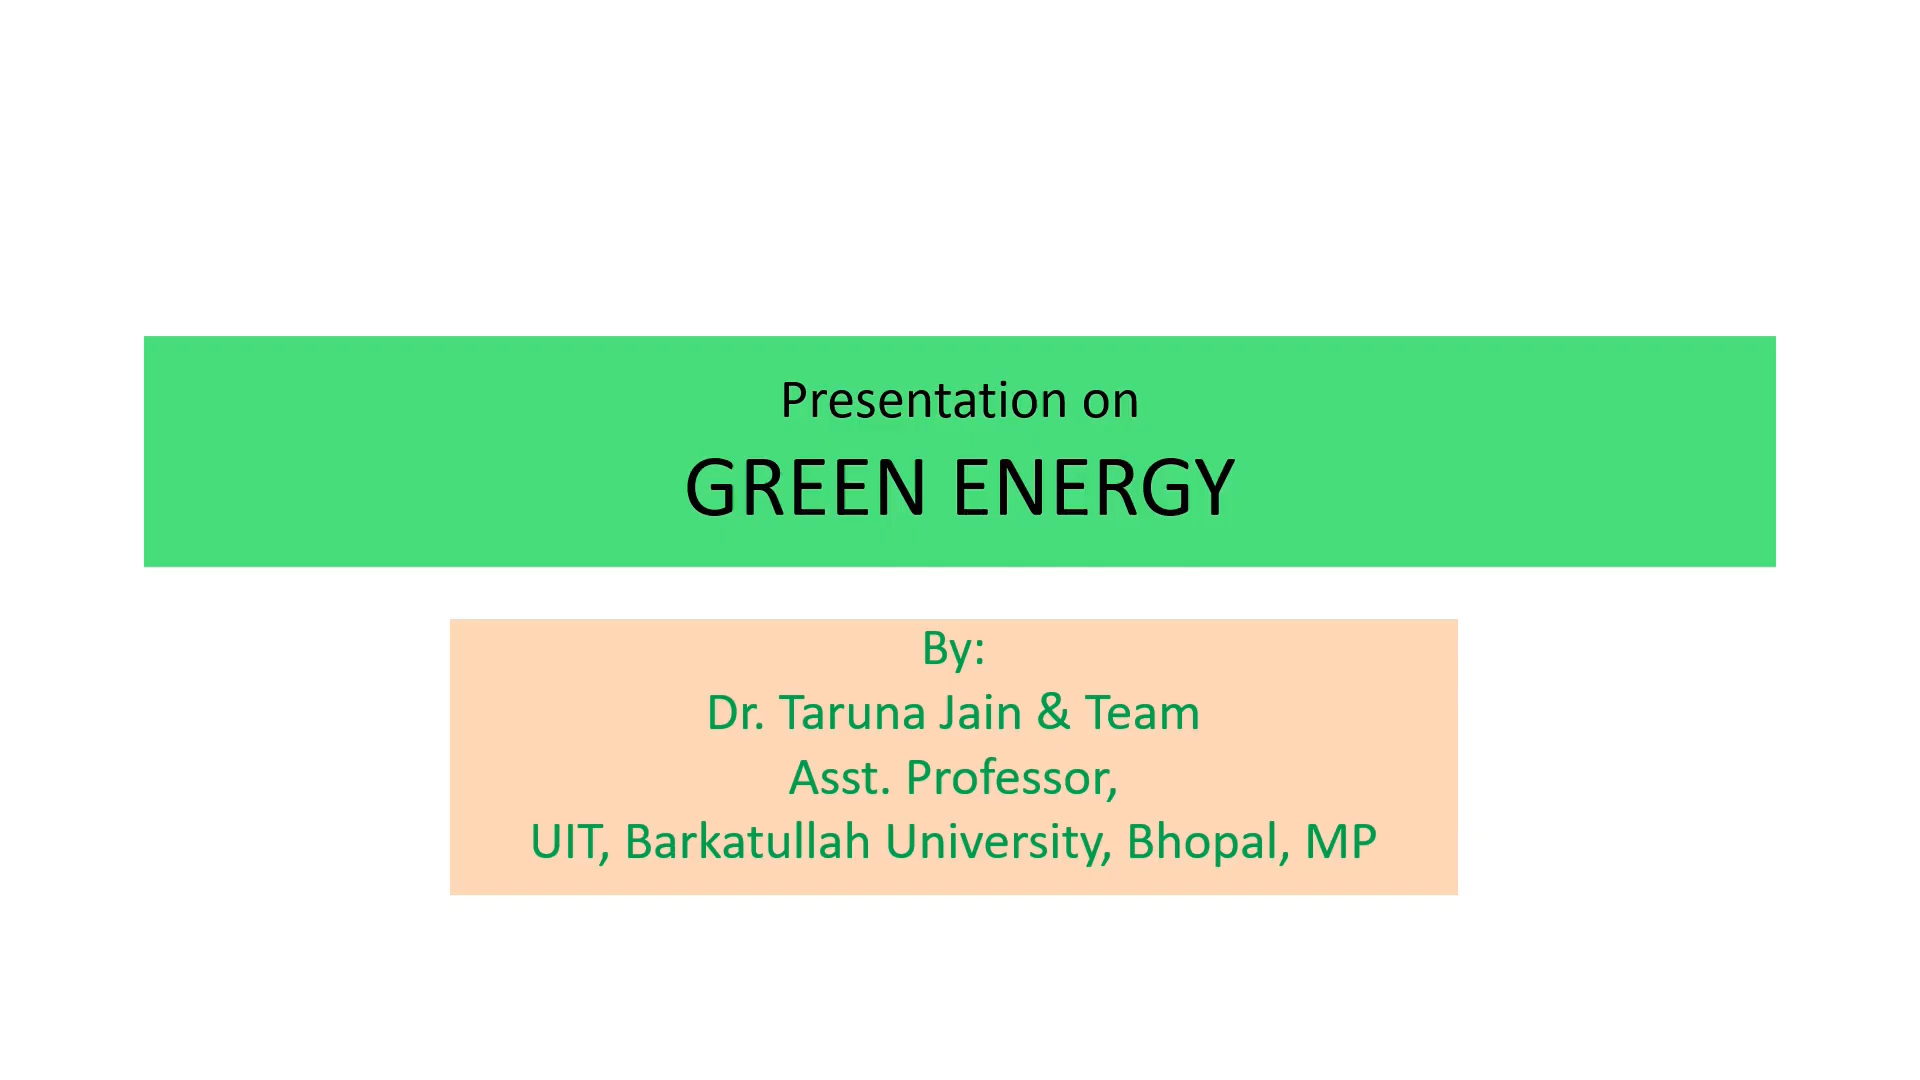 Presentation on
GREEN ENERGY
By:
Dr. Taruna Jain & Team
Asst. Professor,
UIT, Barkatullah University, Bhopal, MP